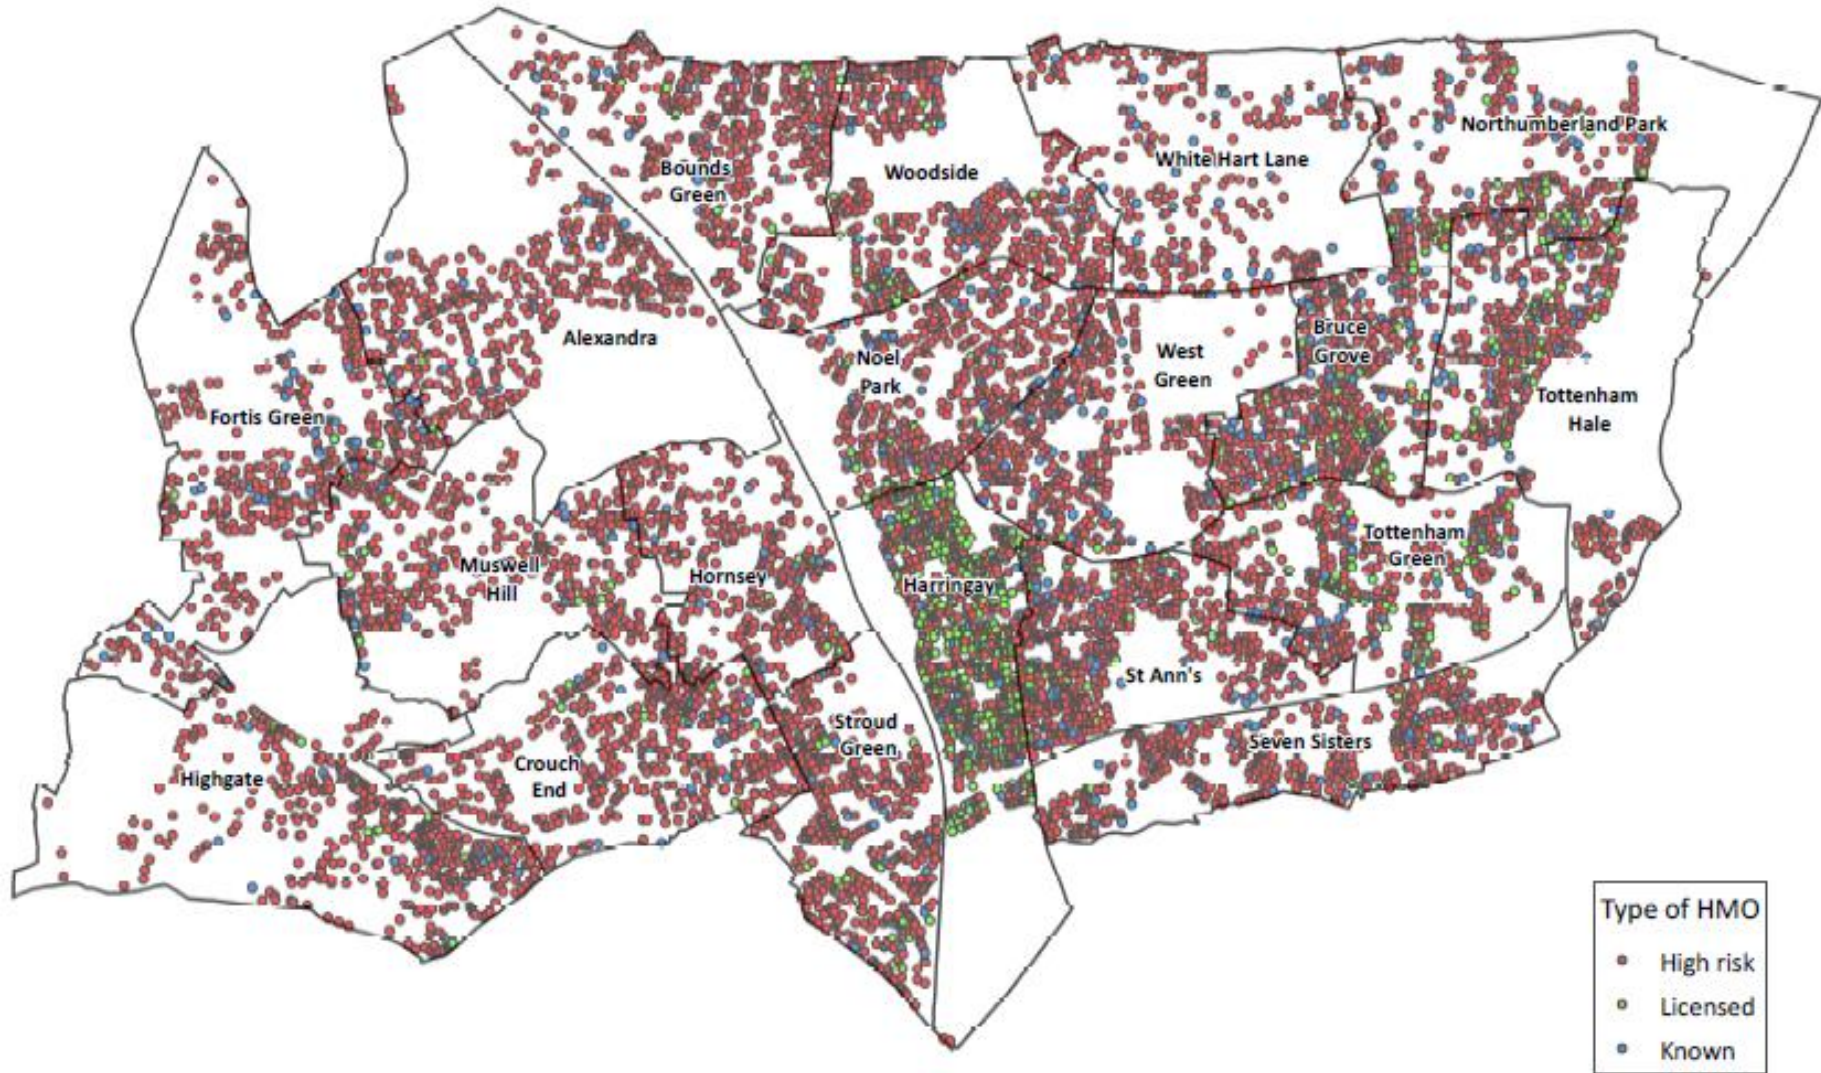 Northumberland Park
White Hart Lane
Woodside
Bounds
Green
Alexandra
Bruce
Grove
West
Green
Noel
Park
Tottenham
Hale
Fortis Green
Tottenham
Green
Muswell
Hill
Hornsey
Harringay
St Ann's
Stroud
Green
Seven Sisters
Crouch
End
Highgate
Type of HMO
High risk
Licensed
Known